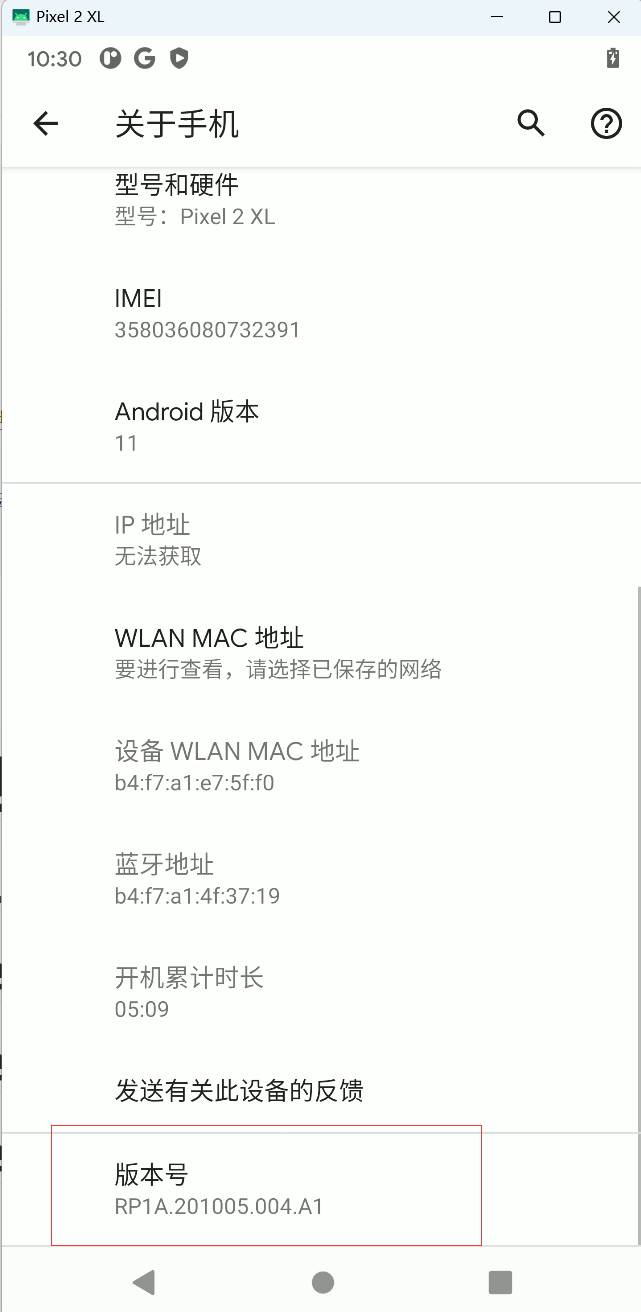 Pixel 2 XL
10:30
关于手机
型号和硬件
型号：Pixel 2 XL
IMEI
358036080732391
Android 版本
11
IP 地址
无法获取
WLAN MAC 地址
要进行查看，请选择已保存的网络
设备 WLAN MAC 地址
b4:f7:a1:e7:5f:f0
蓝牙地址
b4:f7:a1:4f:37:19
开机累计时长
05:09
发送有关此设备的反馈
版本号
RP1A.201005.004.A1